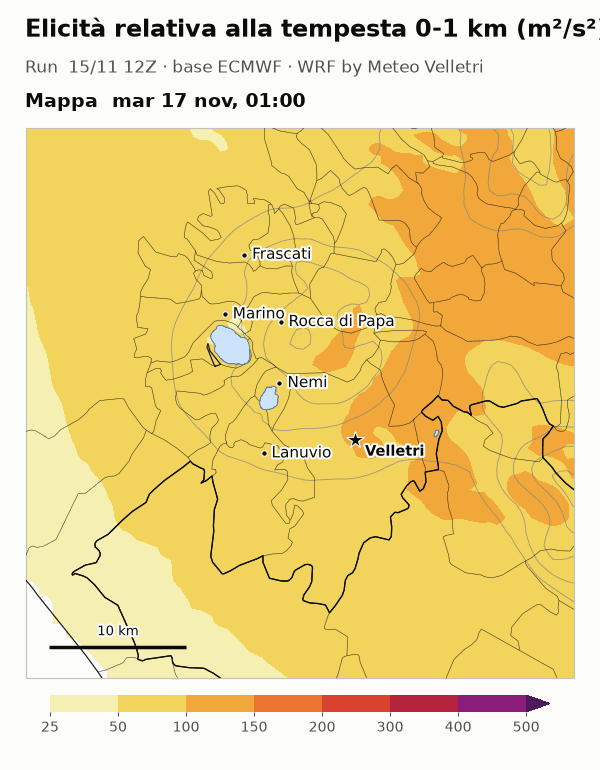 Elicità relativa alla tempesta 0-1 km (m²/s²)
Run 15/11 12Z · base ECMWF · WRF by Meteo Velletri
Mappa mar 17 nov, 01:00
Frascati
Marino
Rocca di Papa
Nemi
Velletri
Lanuvio
10 km
25 50 100 150 200 300 400 500